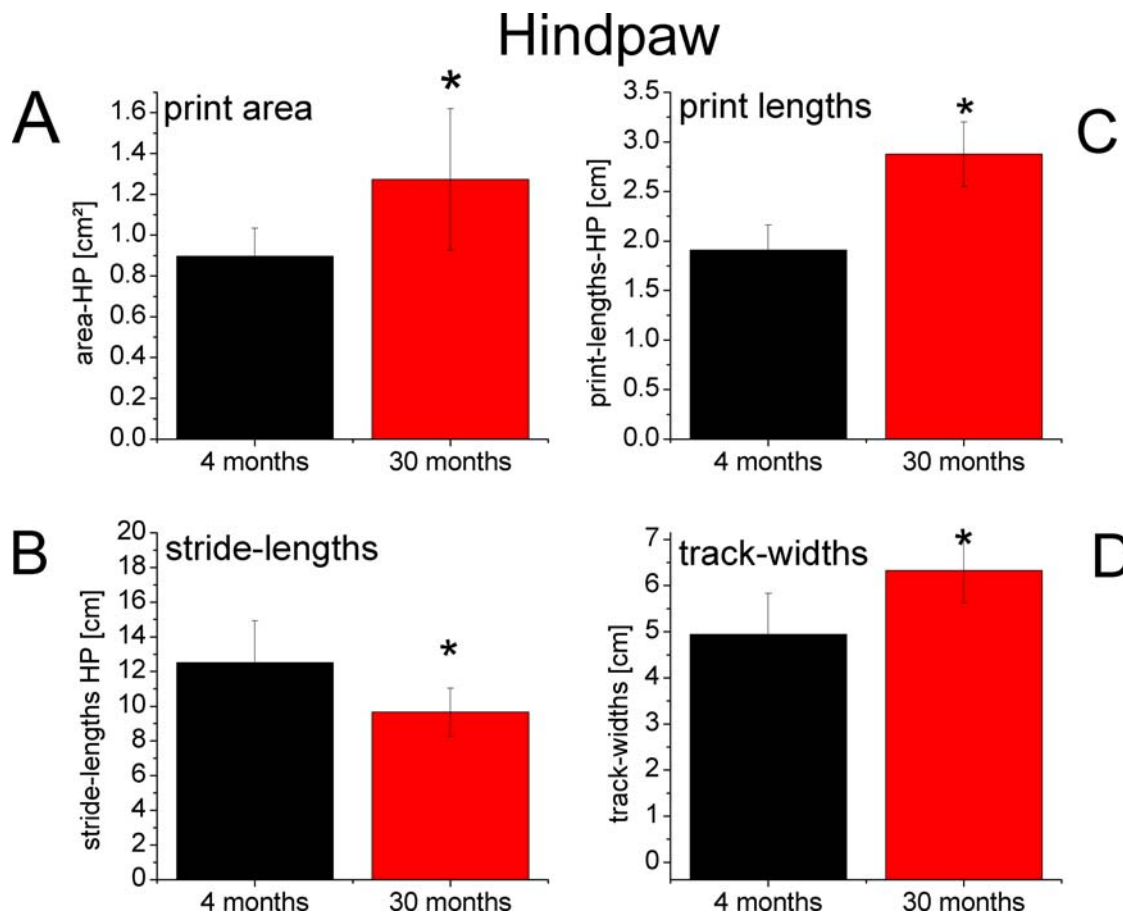 Hindpaw
A
print area
*
area-HP [cm²]
1.6
1.4
1.2
1.0
0.8
0.6
0.4
0.2
0.0
4 months
30 months
C
print lengths
*
print-lengths-HP [cm]
3.5
3.0
2.5
2.0
1.5
1.0
0.5
0.0
4 months
30 months
B
stride-lengths
*
stride-lengths HP [cm]
20
18
16
14
12
10
8
6
4
2
0
4 months
30 months
D
track-widths
*
track-widths [cm]
7
6
5
4
3
2
1
0
4 months
30 months